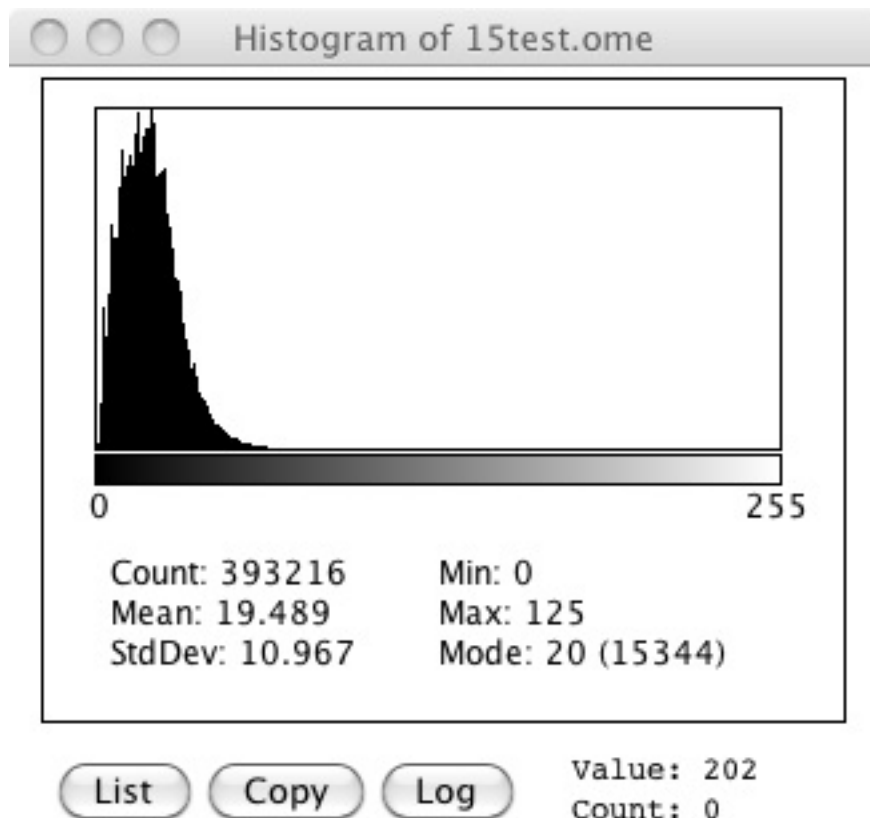 Histogram of 15test.ome
0 255
Count: 393216 Min: 0
Mean: 19.489 Max: 125
StdDev: 10.967 Mode: 20 (15344)
List Copy Log
Value: 202
Count: 0